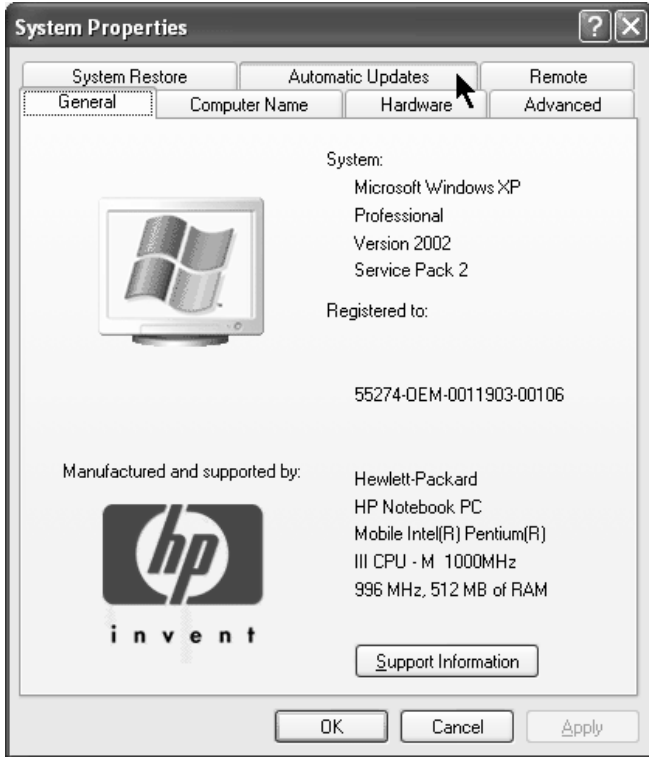 System Properties
System Restore
Automatic Updates
Remote
General
Computer Name
Hardware
Advanced
System:
Microsoft Windows XP
Professional
Version 2002
Service Pack 2
Registered to:
55274-OEM-0011903-00106
Manufactured and supported by:
hp
invent
Hewlett-Packard
HP Notebook PC
Mobile Intel(R) Pentium(R)
III CPU - M 1000MHz
996 MHz, 512 MB of RAM
Support Information
OK
Cancel
Apply